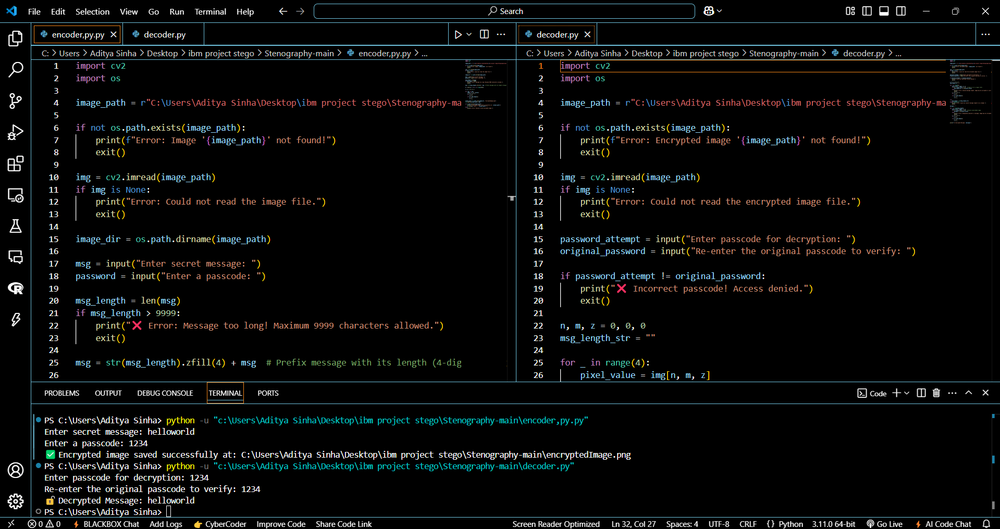 File Edit Selection View Go Run Terminal Help Search
encoder,py.py decoder.py
C: > Users > Aditya Sinha > Desktop > ibm project stego > Stenography-main > encoder,py.py > ...
1 import cv2
2 import os
3
4 image_path = r"C:\Users\Aditya Sinha\Desktop\ibm project stego\Stenography-ma
5
6 if not os.path.exists(image_path):
7 print(f"Error: Image '{image_path}' not found!")
8 exit()
9
10 img = cv2.imread(image_path)
11 if img is None:
12 print("Error: Could not read the image file.")
13 exit()
14
15 image_dir = os.path.dirname(image_path)
16
17 msg = input("Enter secret message: ")
18 password = input("Enter a passcode: ")
19
20 msg_length = len(msg)
21 if msg_length > 9999:
22 print("❌ Error: Message too long! Maximum 9999 characters allowed.")
23 exit()
24
25 msg = str(msg_length).zfill(4) + msg # Prefix message with its length (4-dig
26
decoder.py
C: > Users > Aditya Sinha > Desktop > ibm project stego > Stenography-main > decoder.py > ...
1 import cv2
2 import os
3
4 image_path = r"C:\Users\Aditya Sinha\Desktop\ibm project stego\Stenography-ma
5
6 if not os.path.exists(image_path):
7 print(f"Error: Encrypted image '{image_path}' not found!")
8 exit()
9
10 img = cv2.imread(image_path)
11 if img is None:
12 print("Error: Could not read the encrypted image file.")
13 exit()
14
15 password_attempt = input("Enter passcode for decryption: ")
16 original_password = input("Re-enter the original passcode to verify: ")
17
18 if password_attempt != original_password:
19 print("❌ Incorrect passcode! Access denied.")
20 exit()
21
22 n, m, z = 0, 0, 0
23 msg_length_str = ""
24
25 for _ in range(4):
26 pixel_value = img[n, m, z]
PROBLEMS OUTPUT DEBUG CONSOLE TERMINAL PORTS Code
PS C:\Users\Aditya Sinha> python -u "c:\Users\Aditya Sinha\Desktop\ibm project stego\Stenography-main\encoder,py.py"
Enter secret message: helloworld
Enter a passcode: 1234
✅ Encrypted image saved successfully at: C:\Users\Aditya Sinha\Desktop\ibm project stego\Stenography-main\encryptedImage.png
PS C:\Users\Aditya Sinha> python -u "c:\Users\Aditya Sinha\Desktop\ibm project stego\Stenography-main\decoder.py"
Enter passcode for decryption: 1234
Re-enter the original passcode to verify: 1234
🔓 Decrypted Message: helloworld
PS C:\Users\Aditya Sinha>
0 0 BLACKBOX Chat Add Logs 👉 CyberCoder Improve Code Share Code Link Screen Reader Optimized Ln 32, Col 27 Spaces: 4 UTF-8 CRLF {} Python 3.11.0 64-bit Go Live AI Code Chat